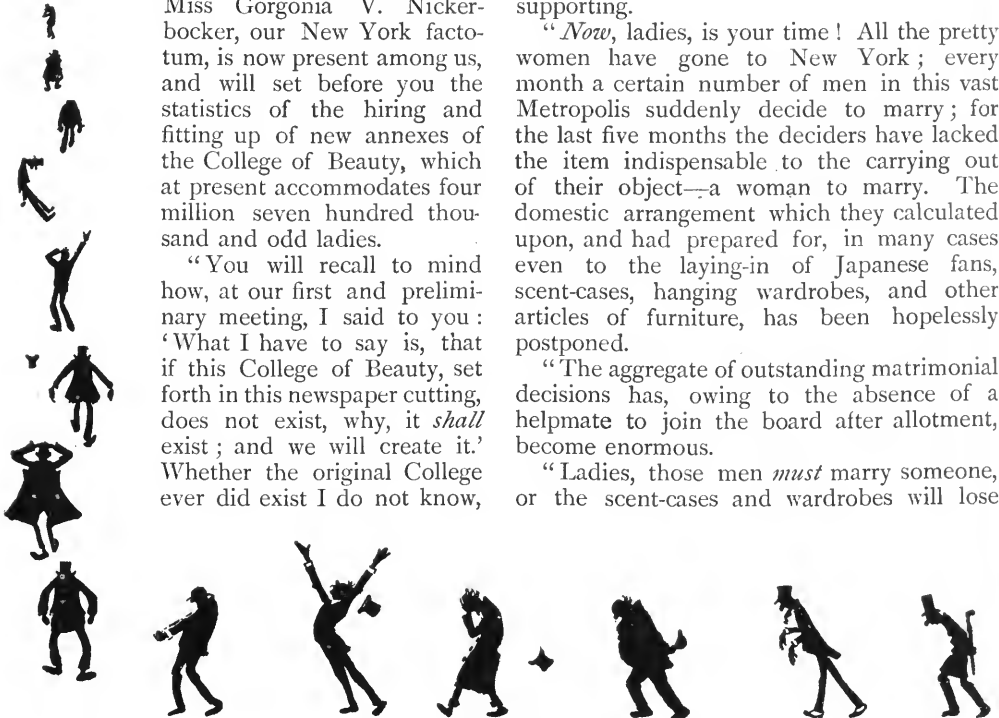 Miss Gorgonia V. Nicker-
bocker, our New York facto-
tum, is now present among us,
and will set before you the
statistics of the hiring and
fitting up of new annexes of
the College of Beauty, which
at present accommodates four
million seven hundred thou-
sand and odd ladies.
“You will recall to mind
how, at our first and prelimi-
nary meeting, I said to you :
‘What I have to say is, that
if this College of Beauty, set
forth in this newspaper cutting,
does not exist, why, it shall
exist ; and we will create it.’
Whether the original College
ever did exist I do not know,
supporting.
“Now, ladies, is your time ! All the pretty
women have gone to New York ; every
month a certain number of men in this vast
Metropolis suddenly decide to marry ; for
the last five months the deciders have lacked
the item indispensable to the carrying out
of their object—a woman to marry. The
domestic arrangement which they calculated
upon, and had prepared for, in many cases
even to the laying-in of Japanese fans,
scent-cases, hanging wardrobes, and other
articles of furniture, has been hopelessly
postponed.
“The aggregate of outstanding matrimonial
decisions has, owing to the absence of a
helpmate to join the board after allotment,
become enormous.
“Ladies, those men must marry someone,
or the scent-cases and wardrobes will lose